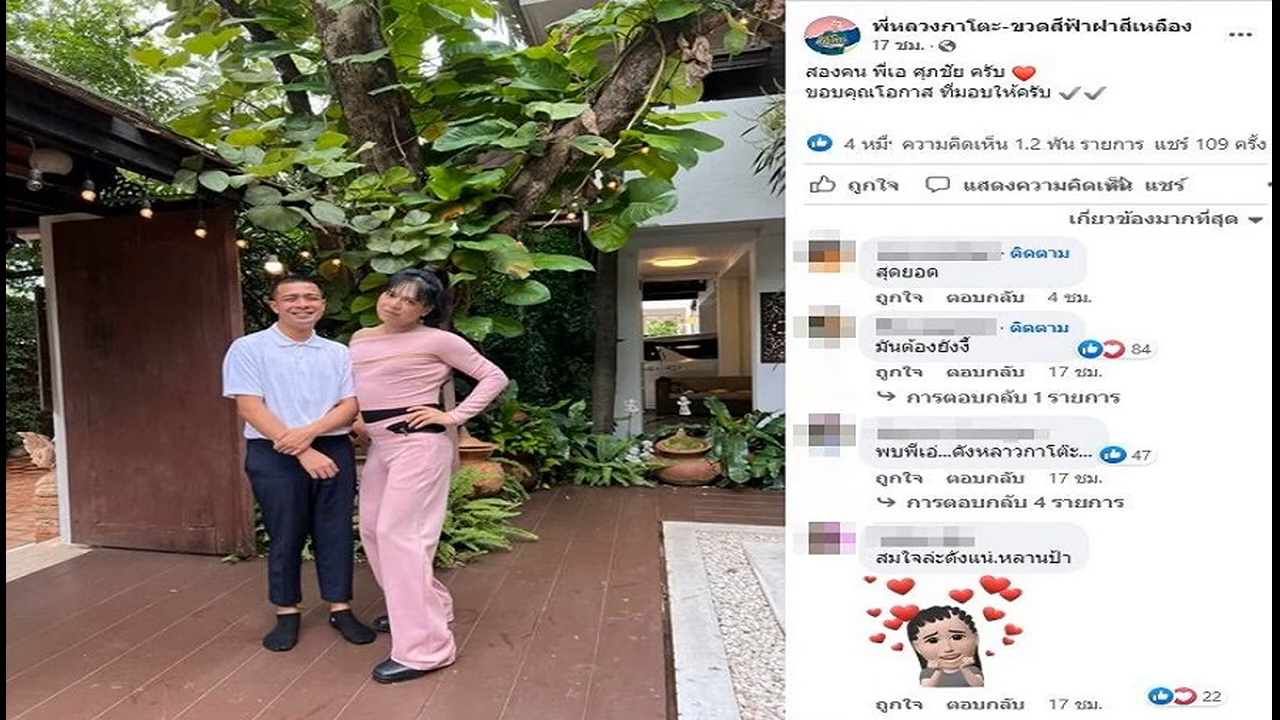 พี่หลวงกาโตะ-ขวดสีฟ้าฝาสีเหลือง
17 ชม. ·
สองคน พี่เอ ศุภชัย ครับ ❤️
ขอบคุณโอกาส ที่มอบให้ครับ ✓✓
4 หมื่ · ความคิดเห็น 1.2 พัน รายการ แชร์ 109 ครั้ง
ถูกใจ แสดงความคิดเห็น แชร์
เกี่ยวข้องมากที่สุด
· ติดตาม
สุดยอด
ถูกใจ ตอบกลับ 4 ชม.
· ติดตาม
มันต้องยังงี้
84
ถูกใจ ตอบกลับ 17 ชม.
การตอบกลับ 1 รายการ
พบพี่เอ่...ดังหลาวกาโต๊ะ...
47
ถูกใจ ตอบกลับ 17 ชม.
การตอบกลับ 4 รายการ
สมใจล่ะดังแน่.หลานป้า
ถูกใจ ตอบกลับ 17 ชม.
22